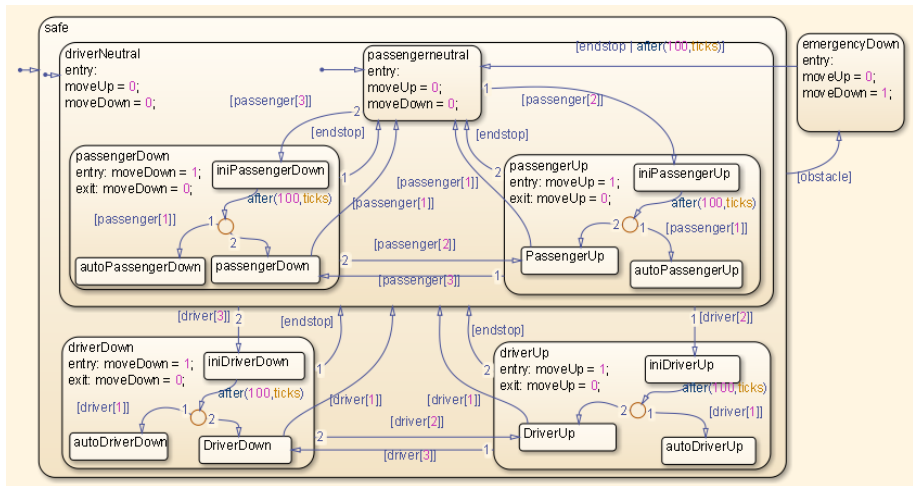 safe
driverNeutral
entry:
moveUp = 0;
moveDown = 0;
passengerneutral
entry:
moveUp = 0;
moveDown = 0;
[endstop | after(100,ticks)]
emergencyDown
entry:
moveUp = 0;
moveDown = 1;
[passenger[3]]
2
1
[passenger[2]]
[endstop]
[endstop]
passengerDown
entry: moveDown = 1;
exit: moveDown = 0;
iniPassengerDown
1
after(100,ticks)
[passenger[1]]
1
2
[passenger[1]]
autoPassengerDown
passengerDown
2
[passenger[2]]
[passenger[3]]
1
[passenger[1]]
2
passengerUp
entry: moveUp = 1;
exit: moveUp = 0;
iniPassengerUp
after(100,ticks)
2
1
[passenger[1]]
PassengerUp
autoPassengerUp
[obstacle]
[driver[3]]
2
[endstop]
[endstop]
1
[driver[2]]
driverDown
entry: moveDown = 1;
exit: moveDown = 0;
iniDriverDown
1
after(100,ticks)
[driver[1]]
1
2
[driver[1]]
autoDriverDown
DriverDown
2
[driver[2]]
[driver[3]]
1
[driver[1]]
2
driverUp
entry: moveUp = 1;
exit: moveUp = 0;
iniDriverUp
after(100,ticks)
2
1
[driver[1]]
DriverUp
autoDriverUp